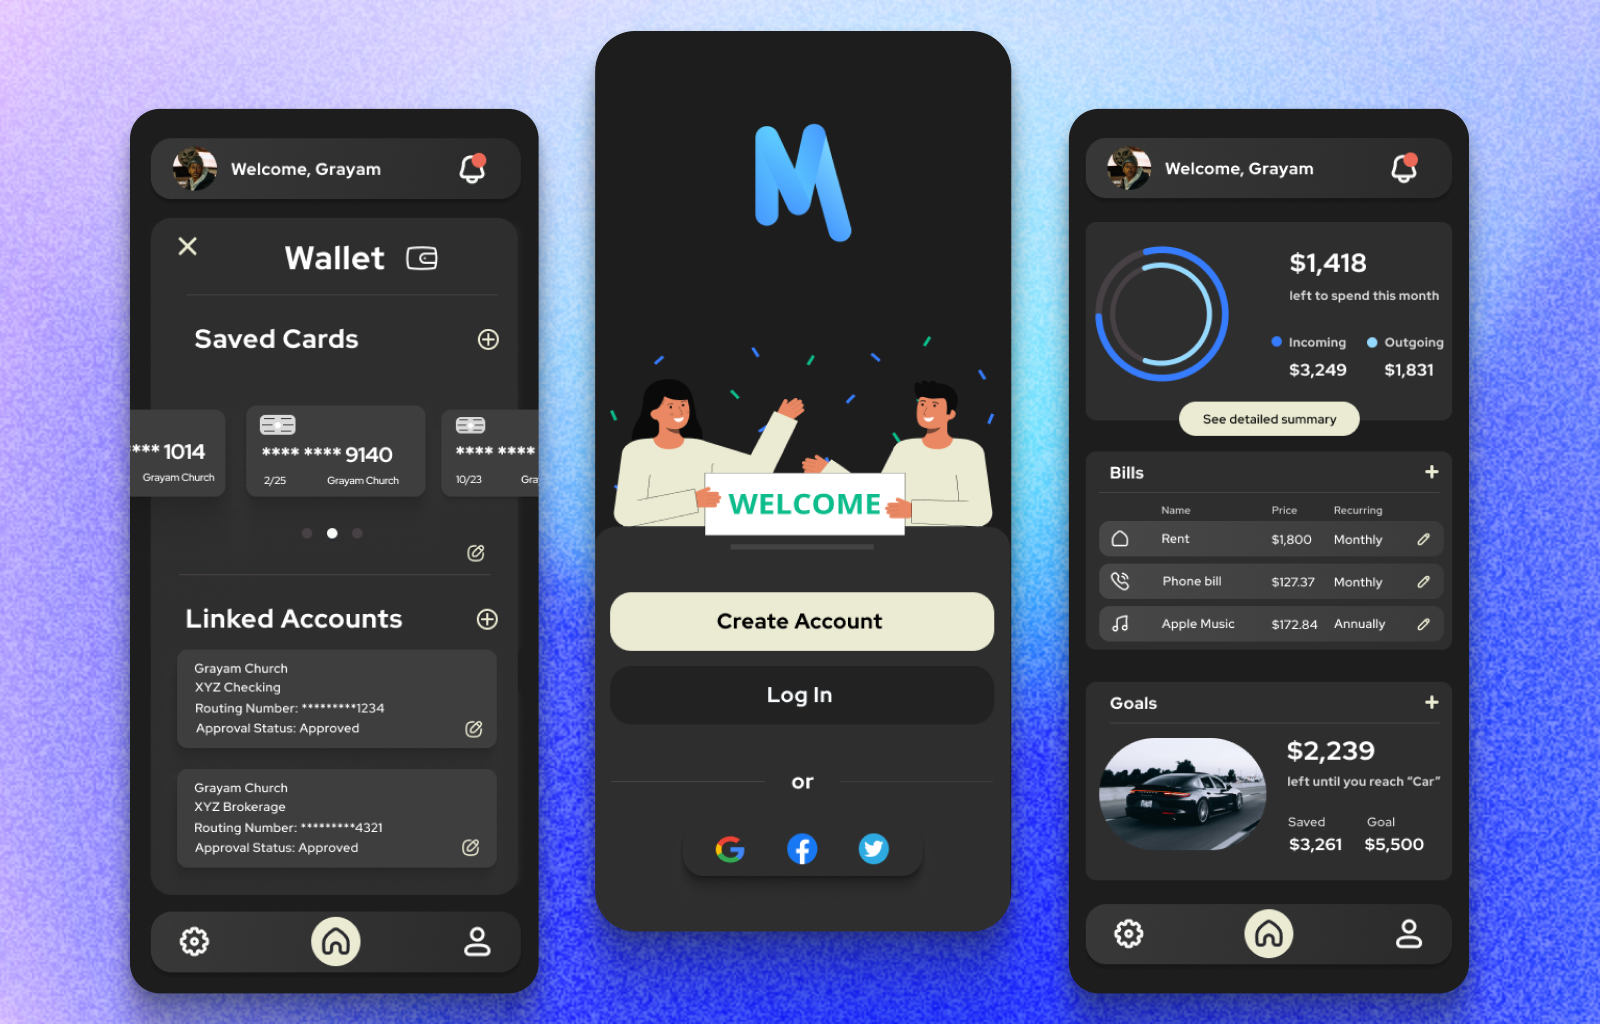 Welcome, Grayam
Wallet
Saved Cards
*** 1014
Grayam Church
**** **** 9140
2/25 Grayam Church
**** ****
10/23 Gra
Linked Accounts
Grayam Church
XYZ Checking
Routing Number: *********1234
Approval Status: Approved
Grayam Church
XYZ Brokerage
Routing Number: *********4321
Approval Status: Approved
M
WELCOME
Create Account
Log In
or
Welcome, Grayam
$1,418
left to spend this month
Incoming Outgoing
$3,249 $1,831
See detailed summary
Bills +
Name Price Recurring
Rent $1,800 Monthly
Phone bill $127.37 Monthly
Apple Music $172.84 Annually
Goals +
$2,239
left until you reach “Car”
Saved Goal
$3,261 $5,500